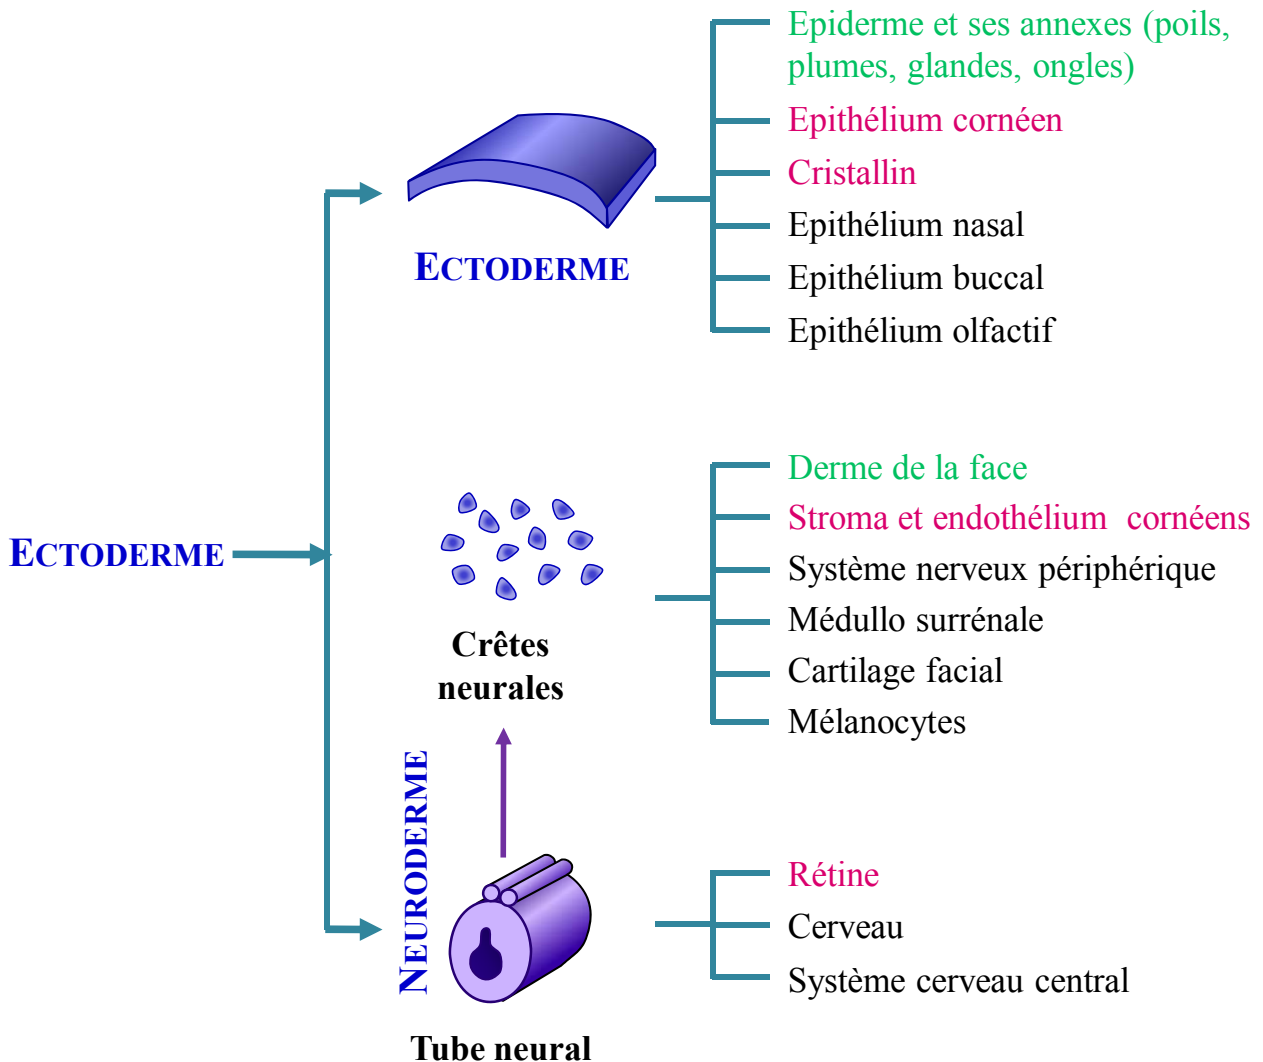 Epiderme et ses annexes (poils,
plumes, glandes, ongles)
Epithélium cornéen
Cristallin
Epithélium nasal
Epithélium buccal
Epithélium olfactif
ECTODERME
ECTODERME
Derme de la face
Stroma et endothélium cornéens
Système nerveux périphérique
Médullo surrénale
Cartilage facial
Mélanocytes
Crêtes
neurales
NEURODERME
Rétine
Cerveau
Système cerveau central
Tube neural